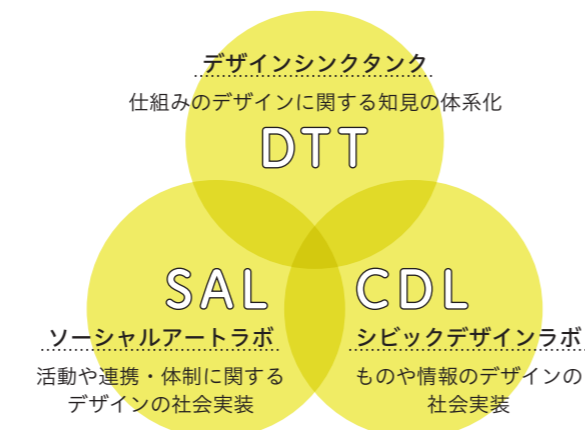 デザインシンクタンク
仕組みのデザインに関する知見の体系化
DTT
SAL
ソーシャルアートラボ
活動や連携・体制に関する
デザインの社会実装
CDL
シビックデザインラボ
ものや情報のデザインの
社会実装